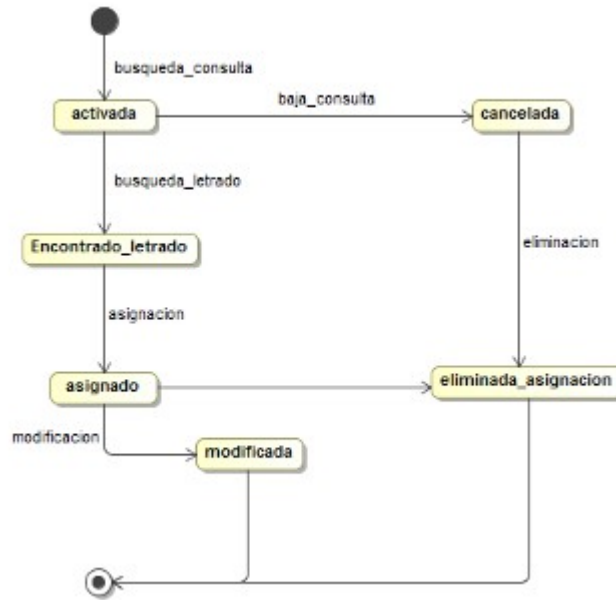 busqueda_consulta
activada
baja_consulta
cancelada
busqueda_letrado
Encontrado_letrado
eliminacion
asignacion
asignado
eliminada_asignacion
modificacion
modificada